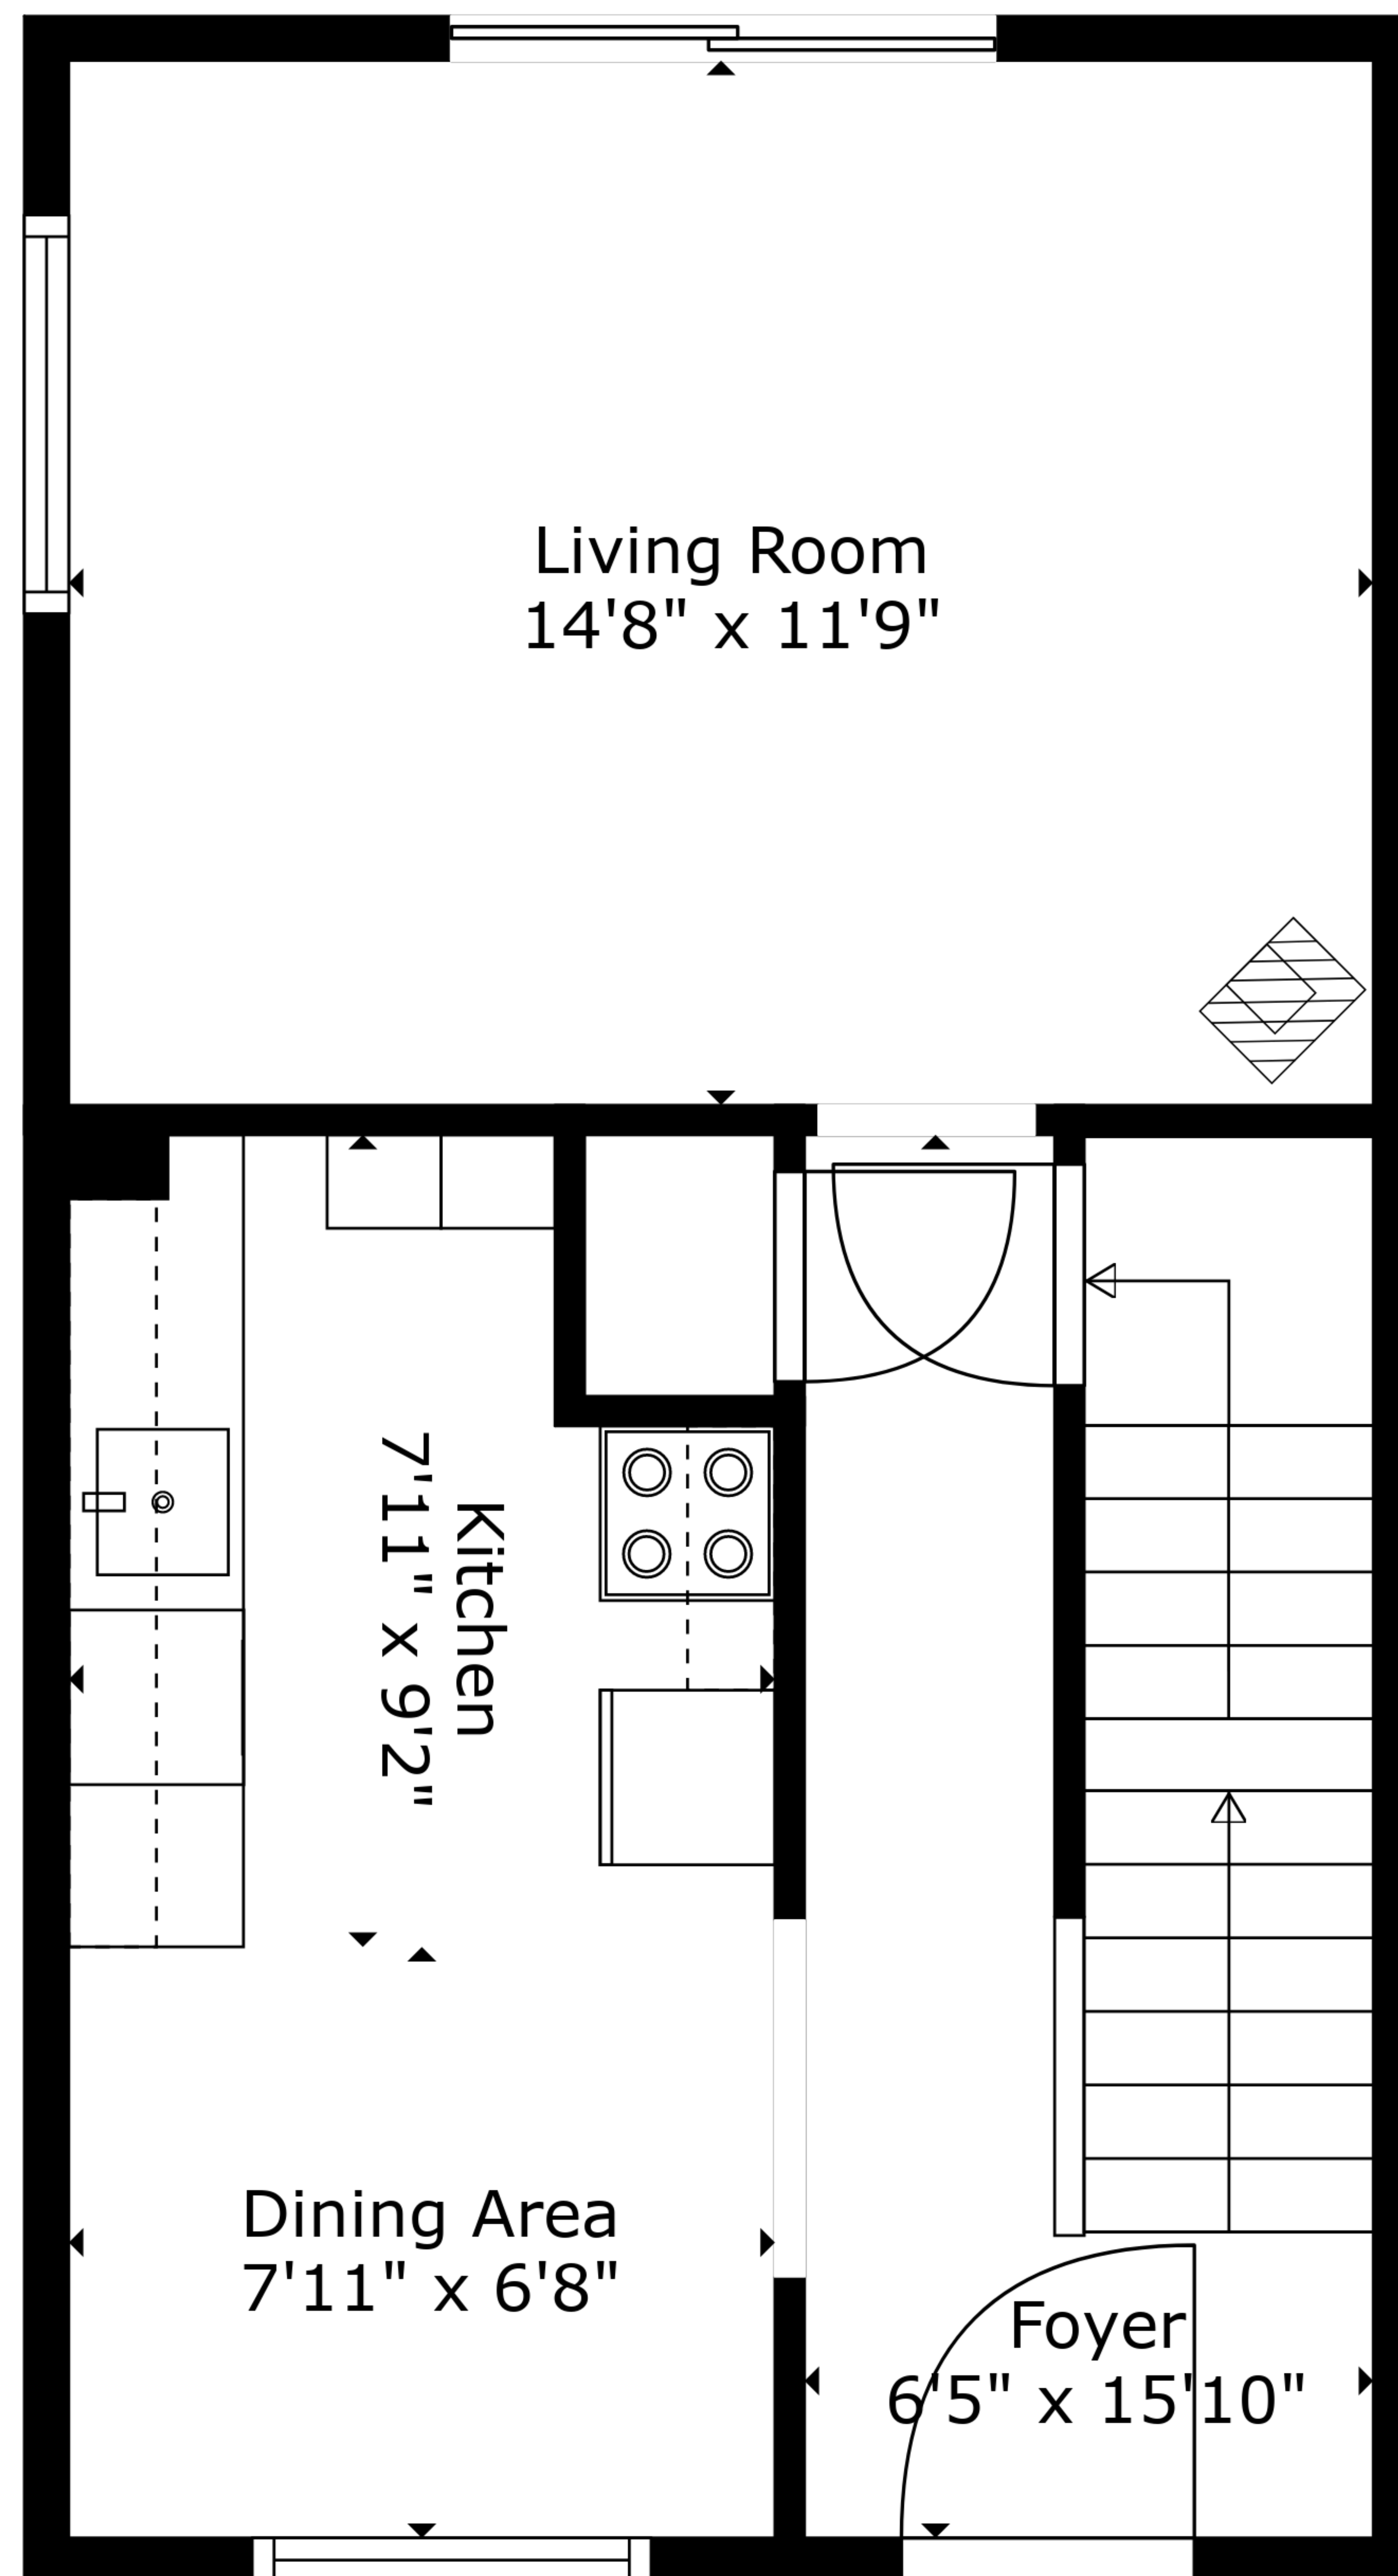 Living Room
14'8" x 11'9"
Kitchen
7'11" x 9'2"
Dining Area
7'11" x 6'8"
Foyer
6'5" x 15'10"